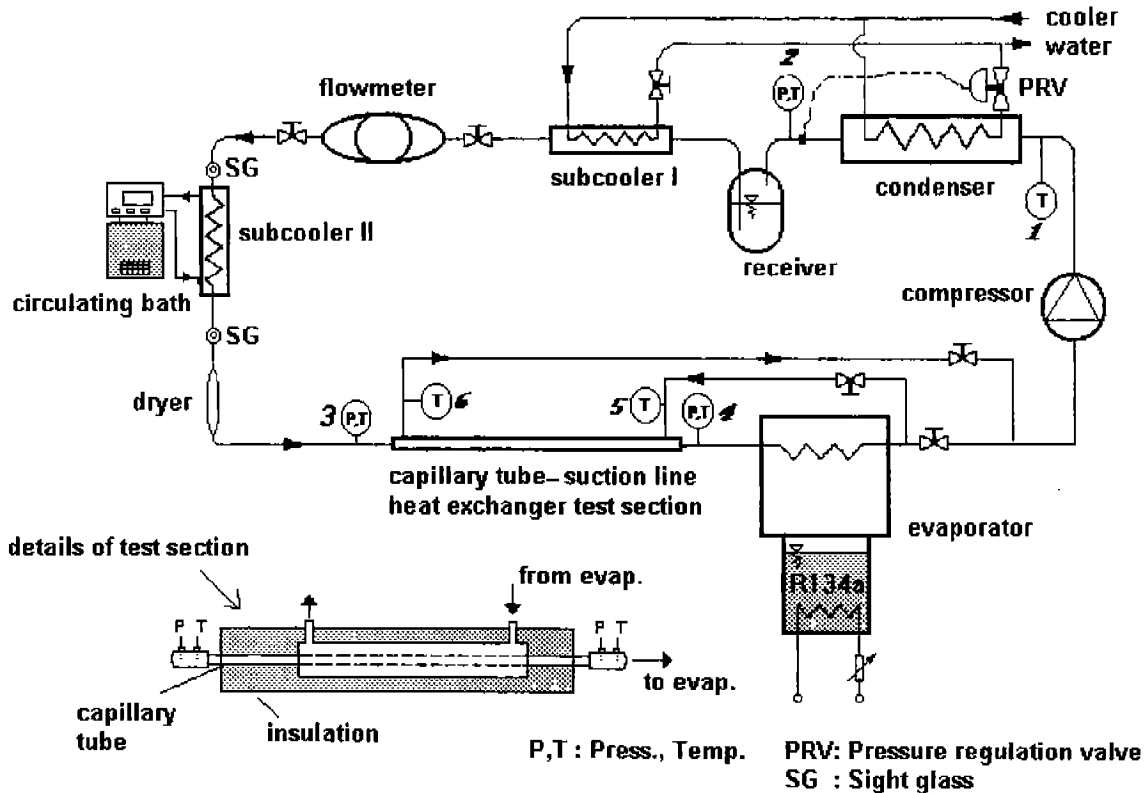 cooler
water
2
flowmeter
P,T
PRV
SG
subcooler I
condenser
T
1
subcooler II
receiver
compressor
circulating bath
SG
dryer
3
P,T
T
6
5
T
P,T
4
capillary tube–suction line
heat exchanger test section
evaporator
R134a
details of test section
from evap.
P T
P T
to evap.
capillary
tube
insulation
P,T : Press., Temp.
PRV: Pressure regulation valve
SG : Sight glass